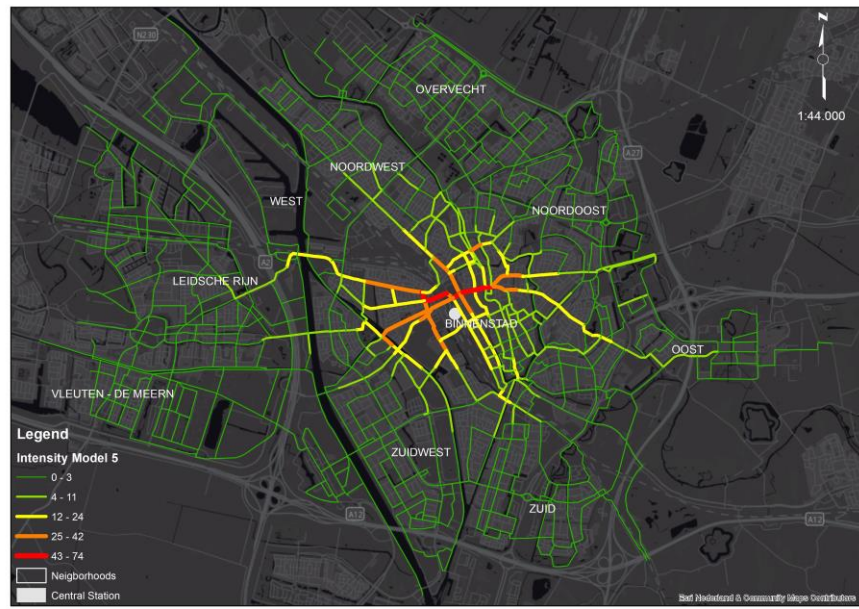 N230
OVERVECHT
N
1:44.000
A27
NOORDWEST
WEST
NOORDOOST
A2
LEIDSCHE RIJN
BINNENSTAD
OOST
VLEUTEN - DE MEERN
Legend
Intensity Model 5
0 - 3
4 - 11
12 - 24
25 - 42
43 - 74
Neigborhoods
Central Station
ZUIDWEST
ZUID
A12
A12
Esri Nederland & Community Maps Contributors